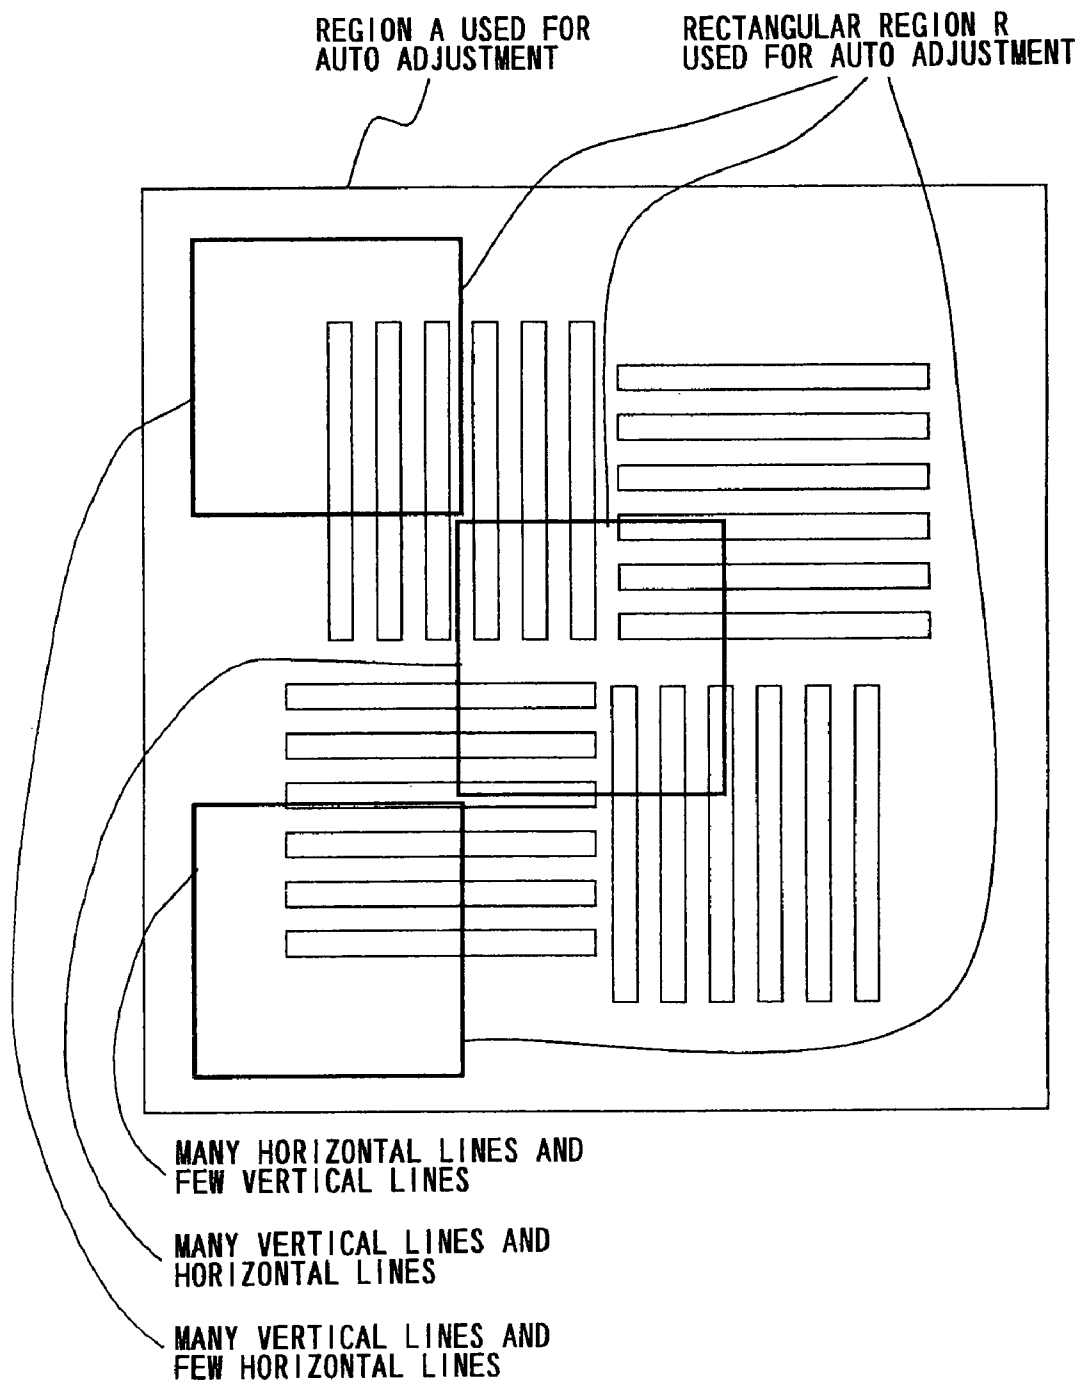 REGION A USED FOR
AUTO ADJUSTMENT
RECTANGULAR REGION R
USED FOR AUTO ADJUSTMENT
MANY HORIZONTAL LINES AND
FEW VERTICAL LINES
MANY VERTICAL LINES AND
HORIZONTAL LINES
MANY VERTICAL LINES AND
FEW HORIZONTAL LINES